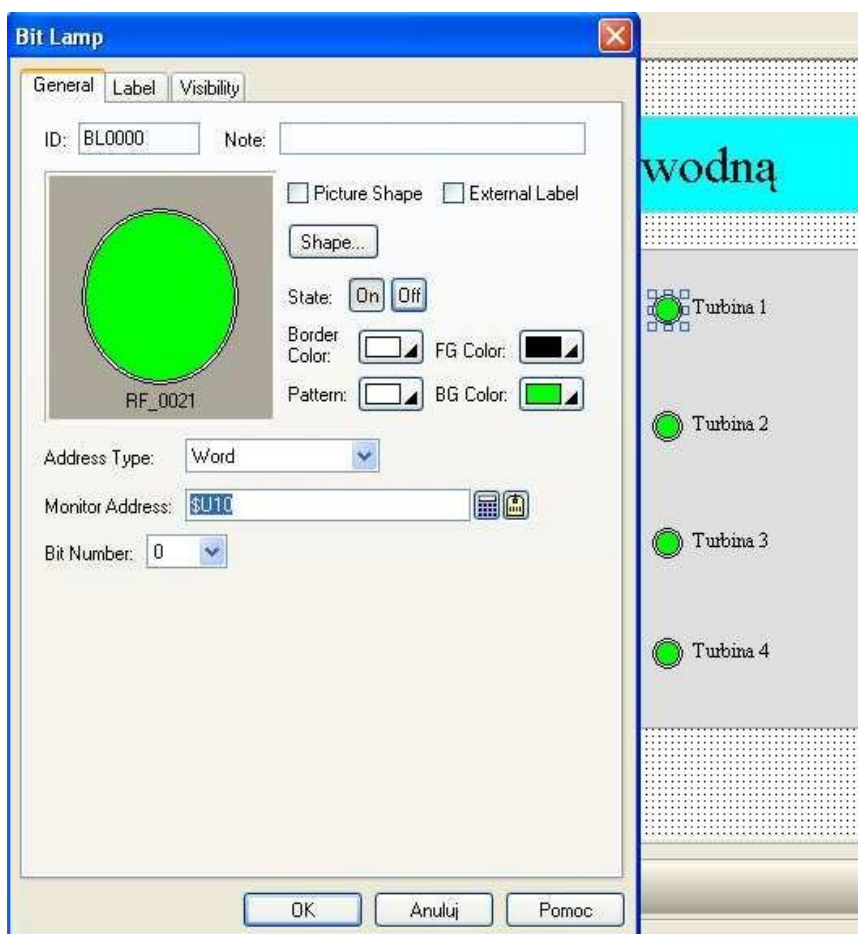 Bit Lamp
General Label Visibility
ID: BL0000 Note:
Picture Shape External Label
Shape...
State: On Off
Border Color: FG Color:
Pattern: BG Color:
RF_0021
Address Type: Word
Monitor Address: $U10
Bit Number: 0
OK Anuluj Pomoc
wodną
Turbina 1
Turbina 2
Turbina 3
Turbina 4